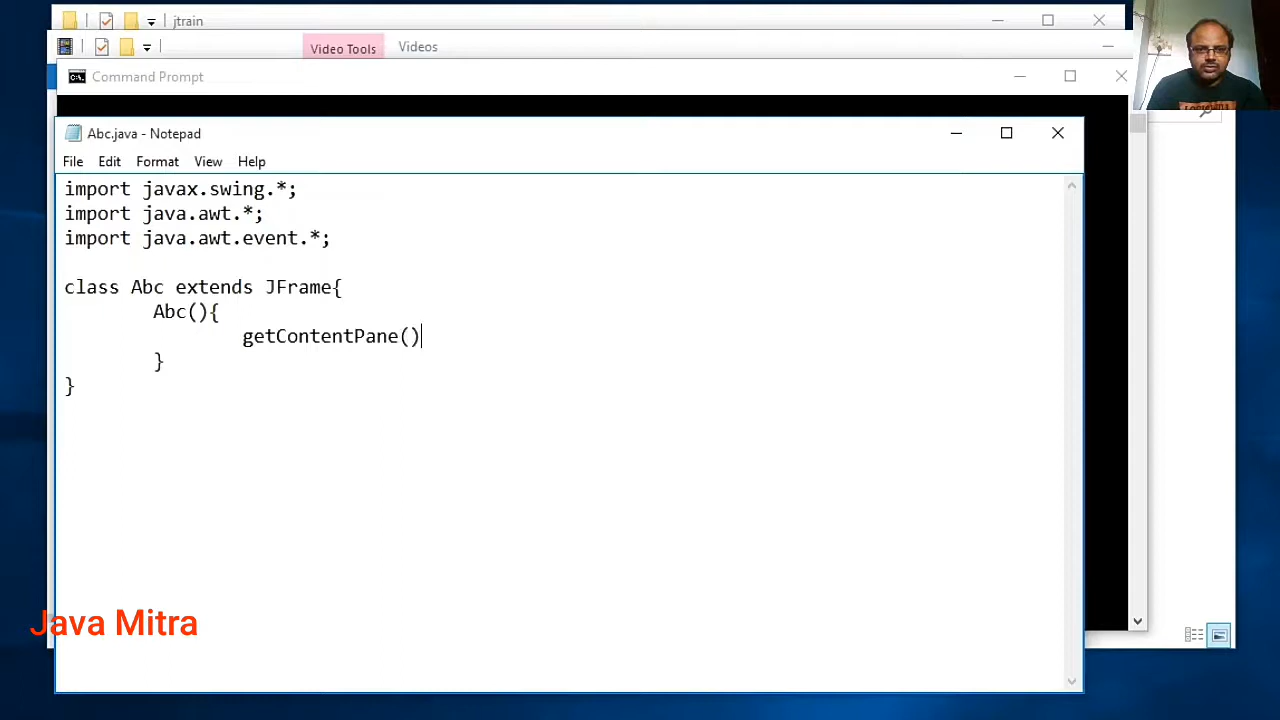 jtrain
Video Tools
Videos
Command Prompt
Abc.java - Notepad
File Edit Format View Help
import javax.swing.*;
import java.awt.*;
import java.awt.event.*;
class Abc extends JFrame{
Abc(){
getContentPane()
}
}
Java Mitra